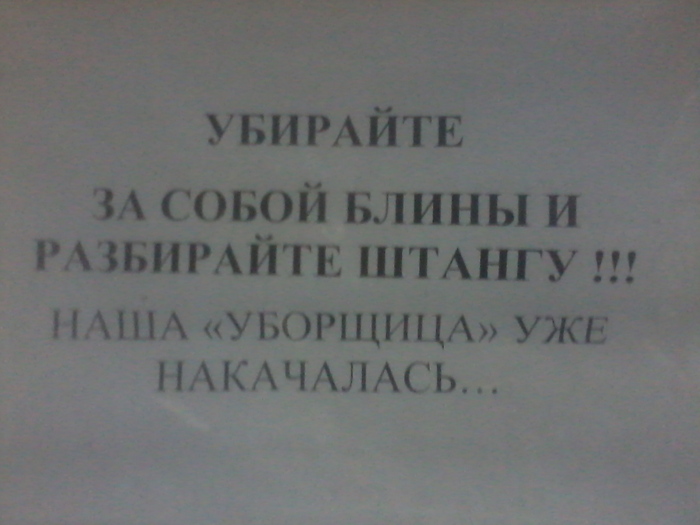 УБИРАЙТЕ
ЗА СОБОЙ БЛИНЫ И
РАЗБИРАЙТЕ ШТАНГУ !!!
НАША «УБОРЩИЦА» УЖЕ
НАКАЧАЛАСЬ...